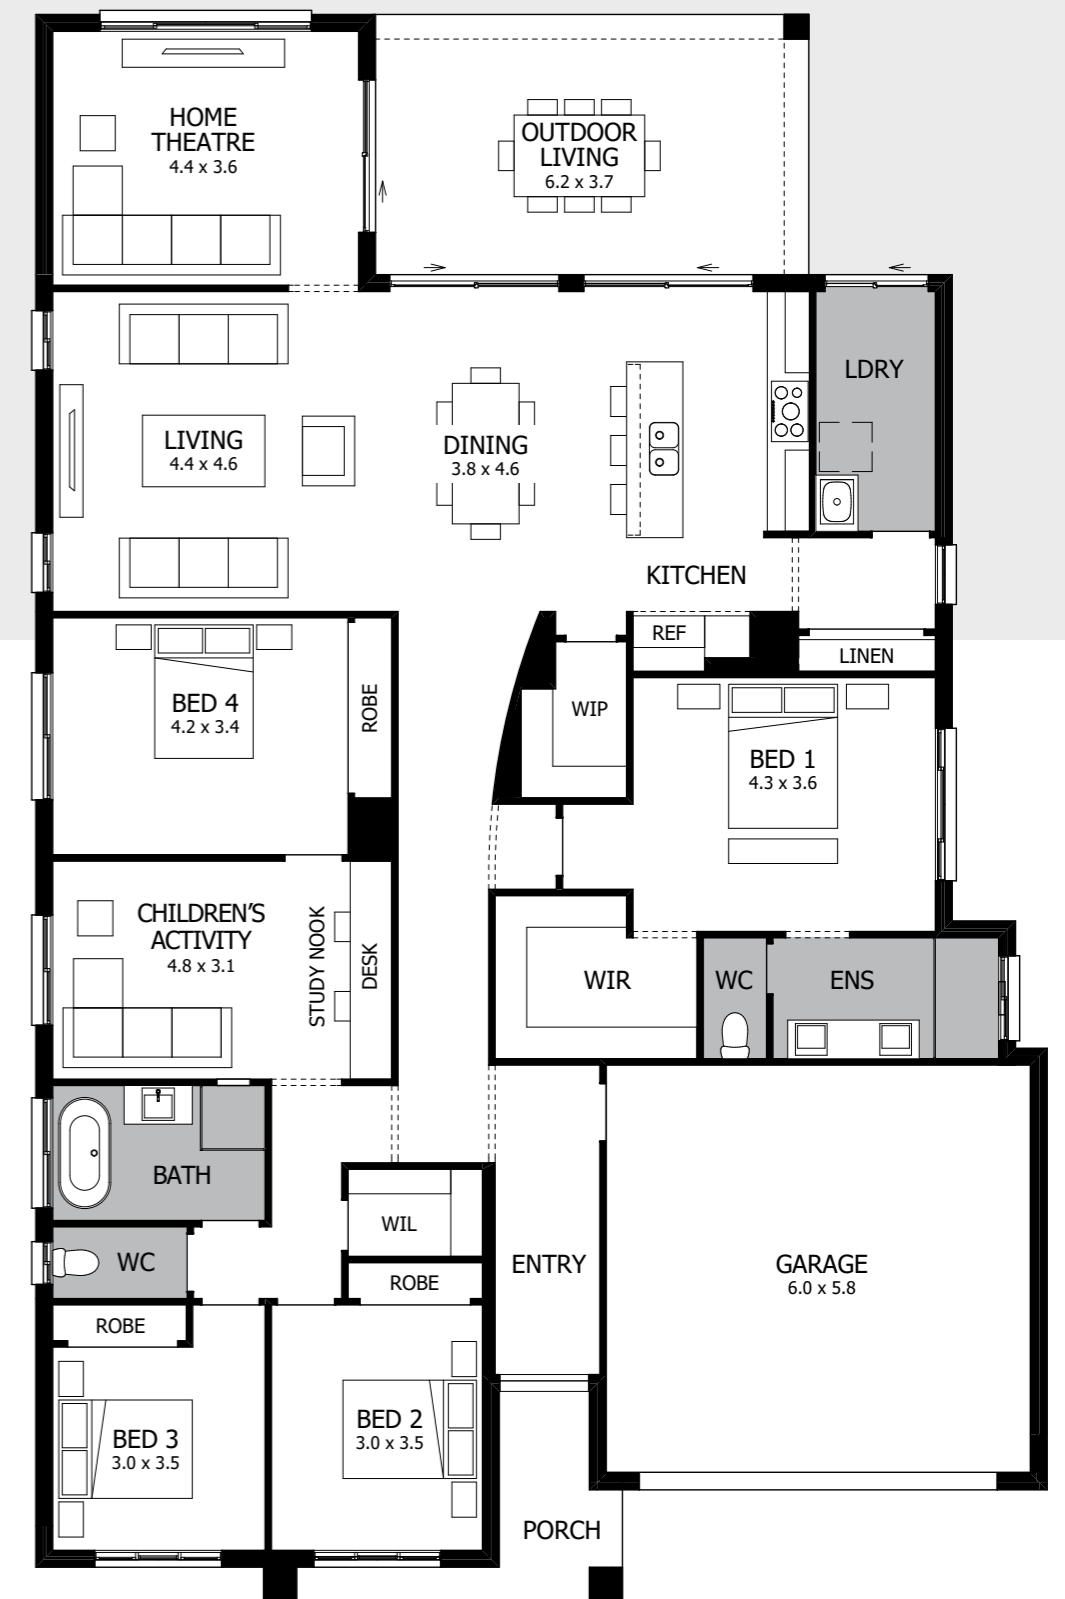 HOME
THEATRE
4.4 x 3.6
OUTDOOR
LIVING
6.2 x 3.7
LDRY
LIVING
4.4 x 4.6
DINING
3.8 x 4.6
KITCHEN
REF
LINEN
BED 4
4.2 x 3.4
ROBE
WIP
BED 1
4.3 x 3.6
CHILDREN'S
ACTIVITY
4.8 x 3.1
STUDY NOOK
DESK
WIR
WC
ENS
BATH
WIL
WC
ROBE
ENTRY
GARAGE
6.0 x 5.8
ROBE
BED 3
3.0 x 3.5
BED 2
3.0 x 3.5
PORCH